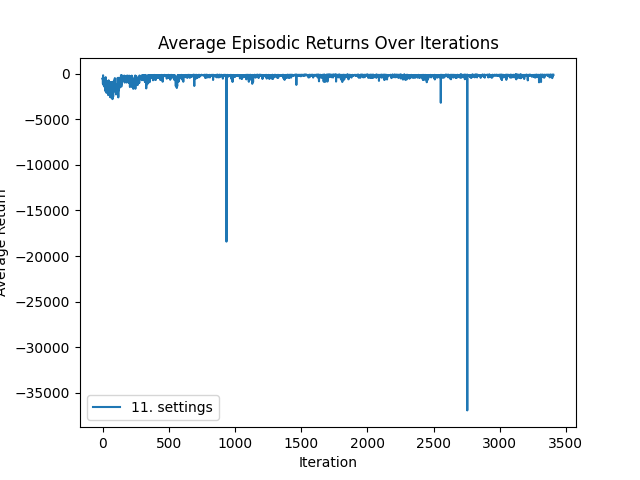 Average Episodic Returns Over Iterations
Average Return
0
−5000
−10000
−15000
−20000
−25000
−30000
−35000
11. settings
0 500 1000 1500 2000 2500 3000 3500
Iteration